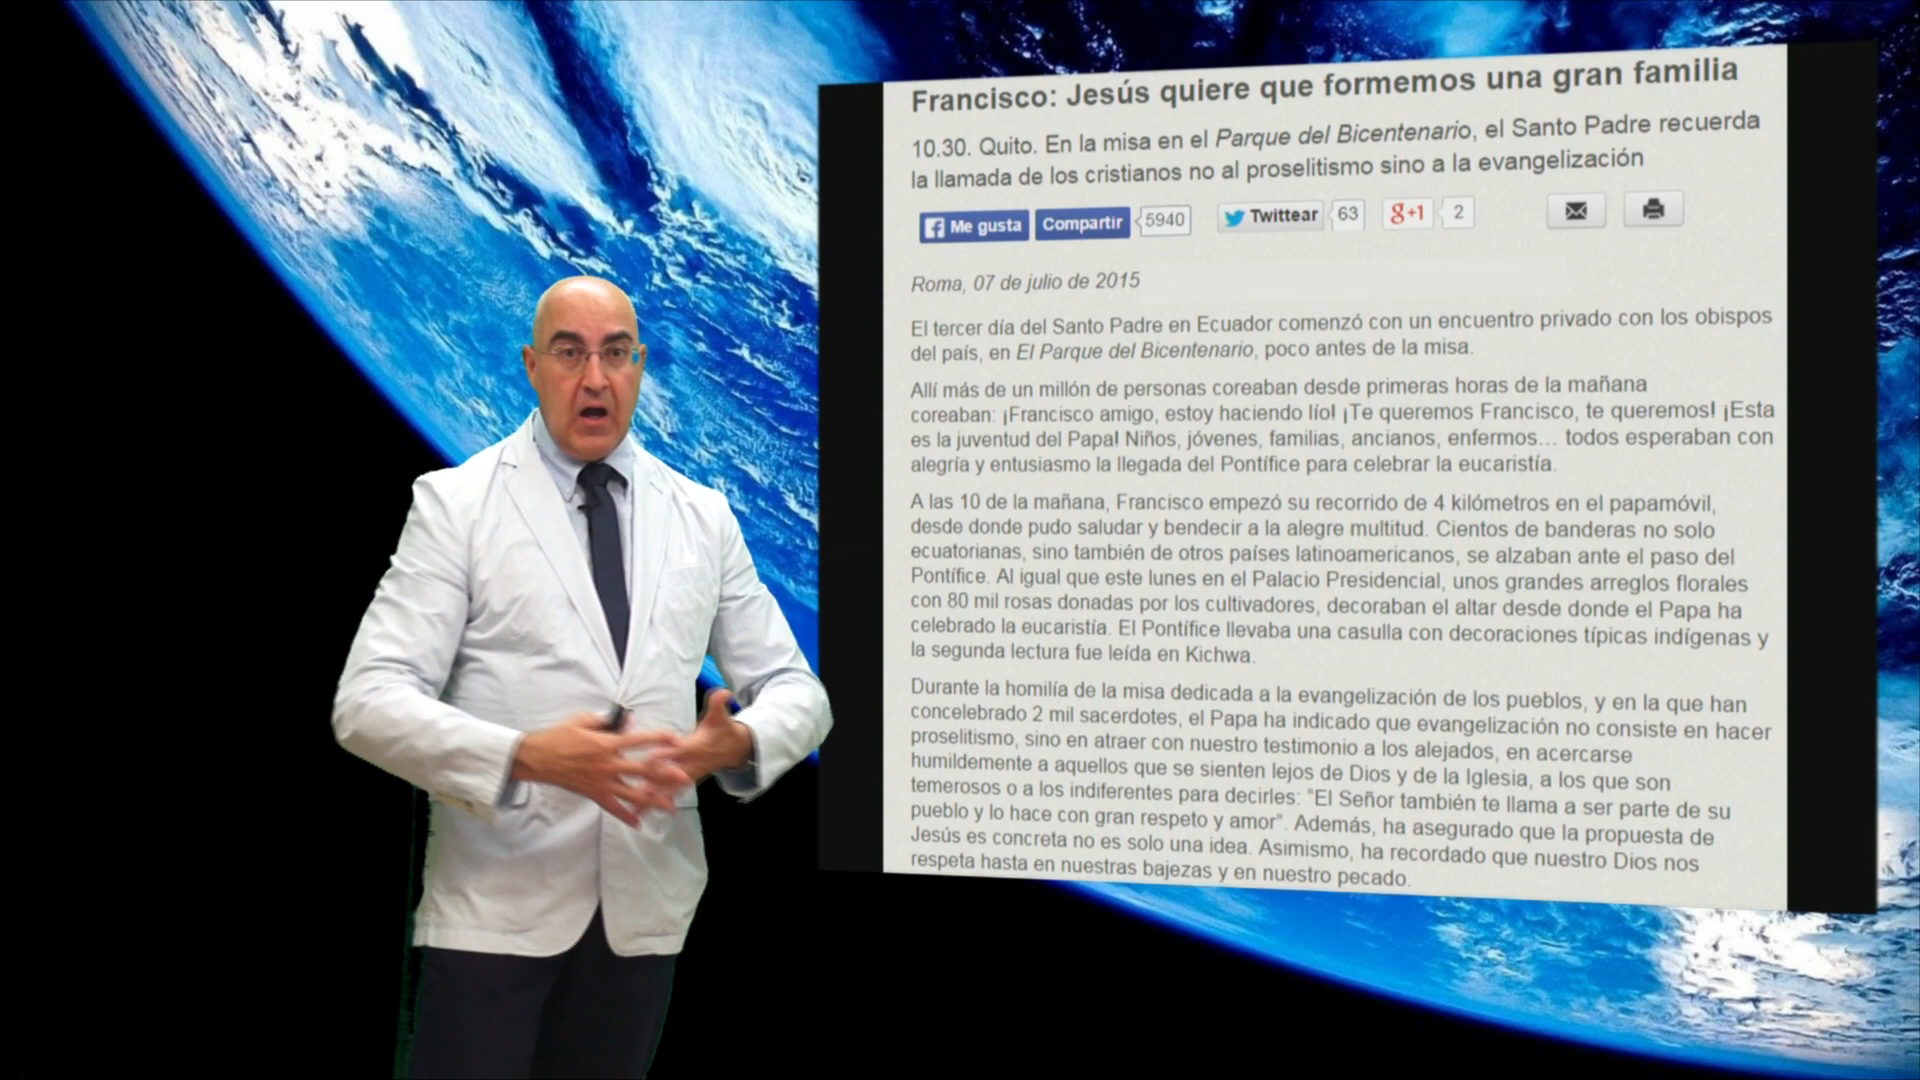 Francisco: Jesús quiere que formemos una gran familia
10.30. Quito. En la misa en el Parque del Bicentenario, el Santo Padre recuerda
la llamada de los cristianos no al proselitismo sino a la evangelización
Me gusta Compartir 5940 Twittear 63 g+1 2
Roma, 07 de julio de 2015
El tercer día del Santo Padre en Ecuador comenzó con un encuentro privado con los obispos
del país, en El Parque del Bicentenario, poco antes de la misa.
Allí más de un millón de personas coreaban desde primeras horas de la mañana
coreaban: ¡Francisco amigo, estoy haciendo lío! ¡Te queremos Francisco, te queremos! ¡Esta
es la juventud del Papa! Niños, jóvenes, familias, ancianos, enfermos... todos esperaban con
alegría y entusiasmo la llegada del Pontífice para celebrar la eucaristía.
A las 10 de la mañana, Francisco empezó su recorrido de 4 kilómetros en el papamóvil,
desde donde pudo saludar y bendecir a la alegre multitud. Cientos de banderas no solo
ecuatorianas, sino también de otros países latinoamericanos, se alzaban ante el paso del
Pontífice. Al igual que este lunes en el Palacio Presidencial, unos grandes arreglos florales
con 80 mil rosas donadas por los cultivadores, decoraban el altar desde donde el Papa ha
celebrado la eucaristía. El Pontífice llevaba una casulla con decoraciones típicas indígenas y
la segunda lectura fue leída en Kichwa.
Durante la homilía de la misa dedicada a la evangelización de los pueblos, y en la que han
concelebrado 2 mil sacerdotes, el Papa ha indicado que evangelización no consiste en hacer
proselitismo, sino en atraer con nuestro testimonio a los alejados, en acercarse
humildemente a aquellos que se sienten lejos de Dios y de la Iglesia, a los que son
temerosos o a los indiferentes para decirles: "El Señor también te llama a ser parte de su
pueblo y lo hace con gran respeto y amor". Además, ha asegurado que la propuesta de
Jesús es concreta no es solo una idea. Asimismo, ha recordado que nuestro Dios nos
respeta hasta en nuestras bajezas y en nuestro pecado.